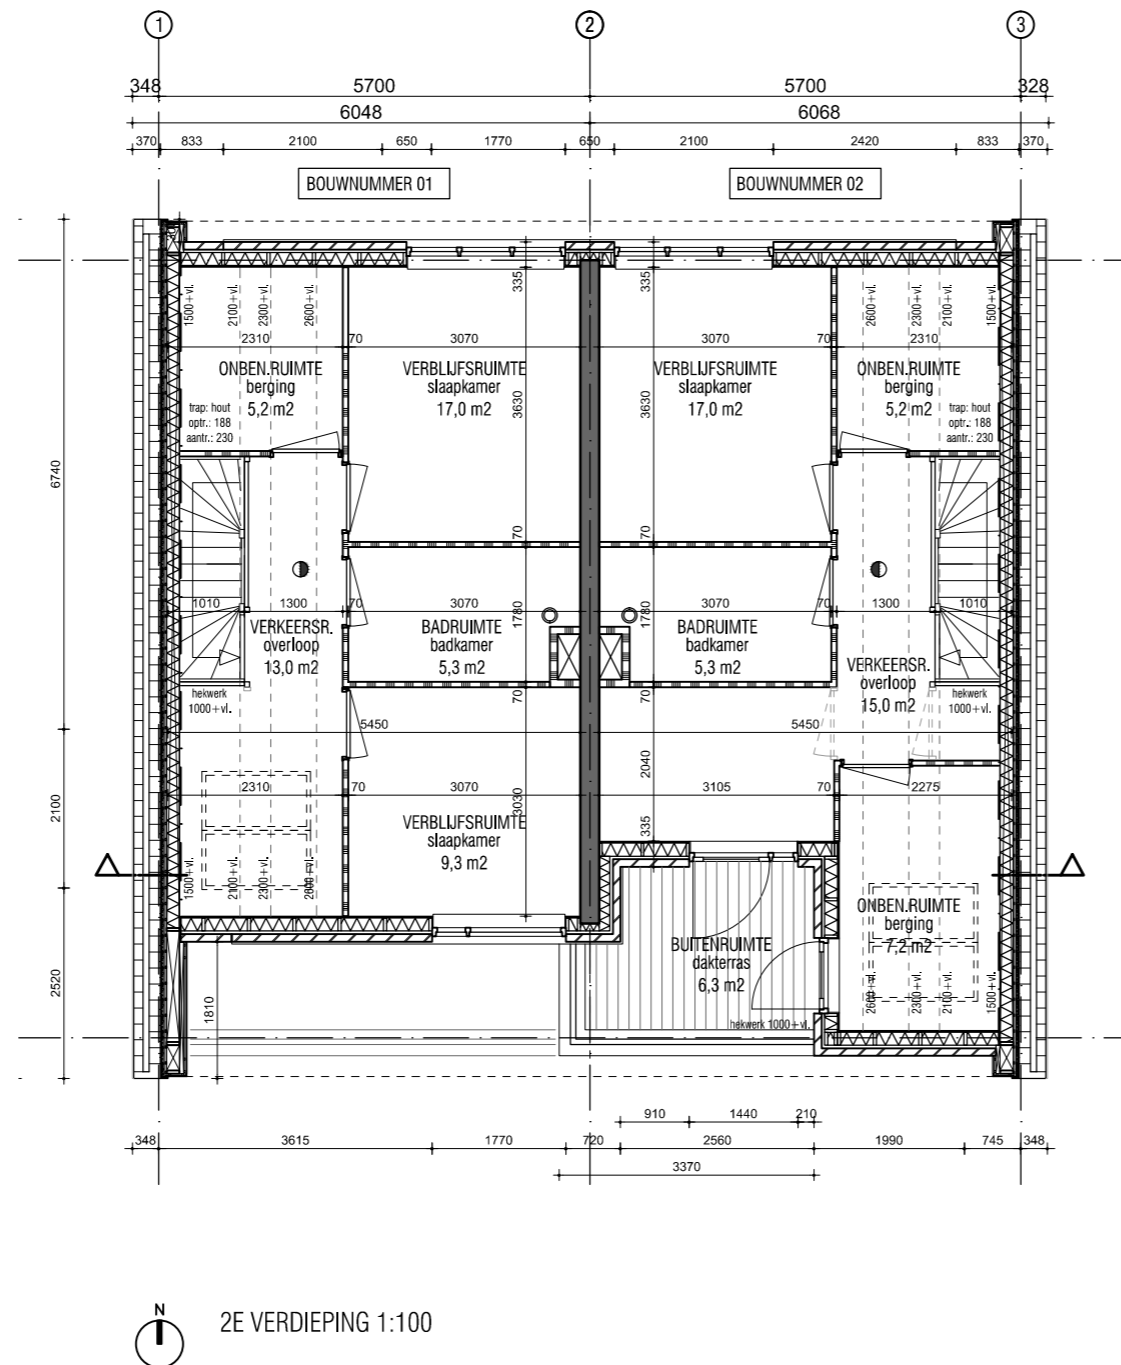 1 2 3
348 5700 5700 328
6048 6068
370 833 2100 650 1770 650 2100 2420 833 370
BOUWNUMMER 01
BOUWNUMMER 02
335 335
1500+vl. 2100+vl. 2300+vl. 2600+vl.
2600+vl. 2300+vl. 2100+vl. 1500+vl.
2310 70 3070 3070 70 2310
ONBEN.RUIMTE
berging
5,2 m2
VERBLIJFSRUIMTE
slaapkamer
17,0 m2
3630
VERBLIJFSRUIMTE
slaapkamer
17,0 m2
3630
ONBEN.RUIMTE
berging
5,2 m2
trap: hout
optr.: 188
aantr.: 230
trap: hout
optr.: 188
aantr.: 230
6740
70 70
1010 1300 70 3070 1780 3070 1780 70 1300 1010
VERKEERSR.
overloop
13,0 m2
BADRUIMTE
badkamer
5,3 m2
BADRUIMTE
badkamer
5,3 m2
VERKEERSR.
overloop
15,0 m2
hekwerk
1000+vl.
hekwerk
1000+vl.
70 70
5450 5450
2040
2100
2310 70 3070 3030 3105 70 2275
VERBLIJFSRUIMTE
slaapkamer
9,3 m2
335
1500+vl. 2100+vl. 2300+vl. 2600+vl.
ONBEN.RUIMTE
berging
7,2 m2
BUITENRUIMTE
dakterras
6,3 m2
2600+vl. 2300+vl. 2100+vl. 1500+vl.
hekwerk 1000+vl.
2520
1810
910 1440 210
348 3615 1770 720 2560 1990 745 348
3370
N
2E VERDIEPING 1:100